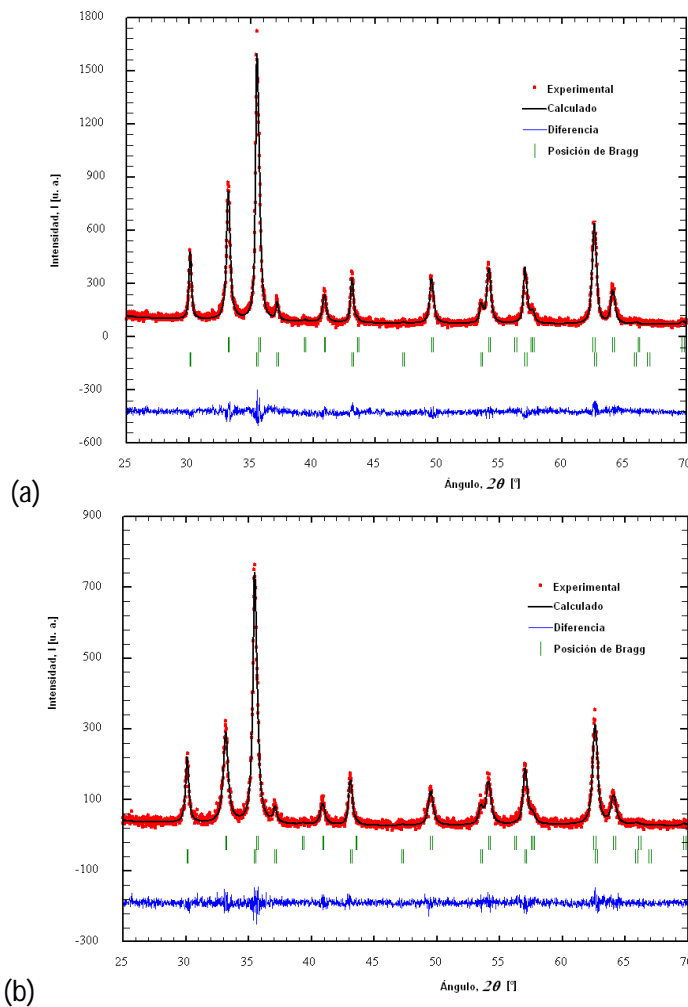 1800
1500
1200
900
600
300
0
-300
-600
Intensidad, I [u. a.]
Experimental
Calculado
Diferencia
Posición de Bragg
25 30 35 40 45 50 55 60 65 70
Ángulo, 2θ [º]
(a)
900
700
500
300
100
-100
-300
Intensidad, I [u. a.]
Experimental
Calculado
Diferencia
Posición de Bragg
25 30 35 40 45 50 55 60 65 70
Ángulo, 2θ [º]
(b)